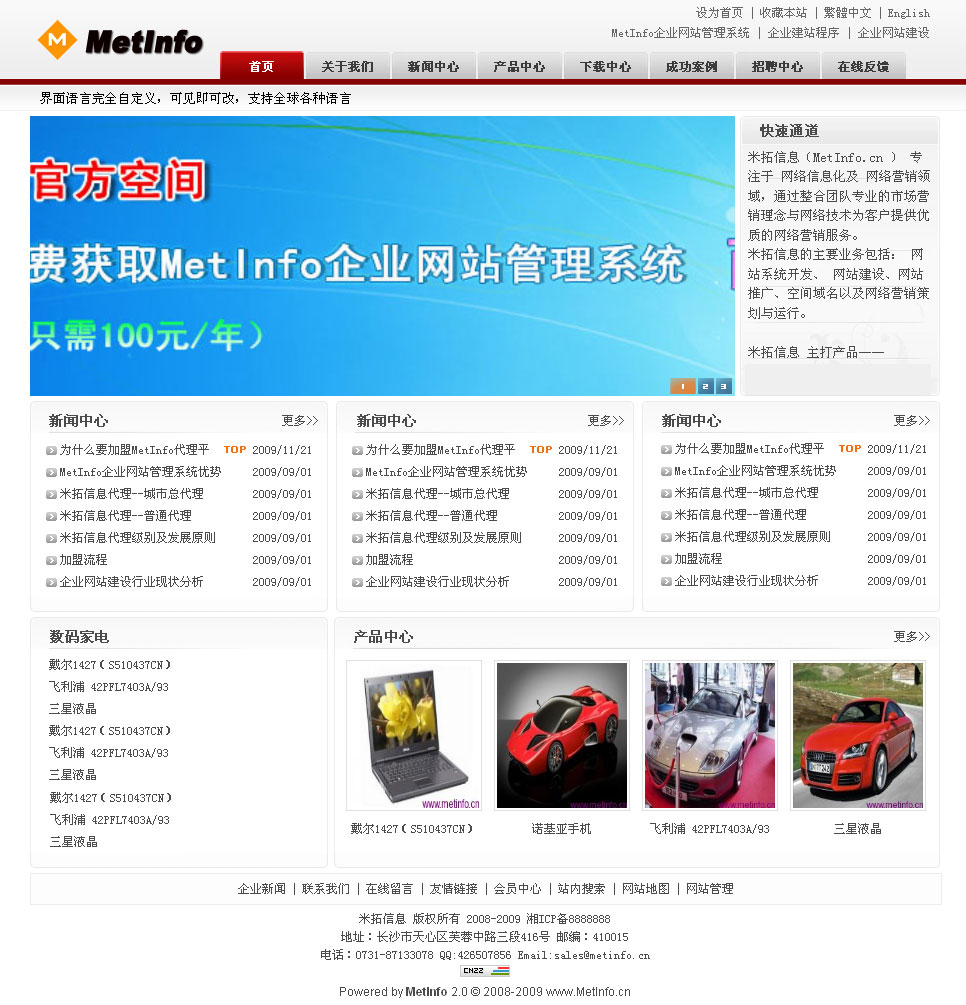 设为首页 | 收藏本站 | 繁體中文 | English
MetInfo企业网站管理系统 | 企业建站程序 | 企业网站建设
M MetInfo
首页 关于我们 新闻中心 产品中心 下载中心 成功案例 招聘中心 在线反馈
界面语言完全自定义，可见即可改，支持全球各种语言
官方空间
费获取MetInfo企业网站管理系统
只需100元/年）
1 2 3
快速通道
米拓信息（MetInfo.cn ） 专
注于 网络信息化及 网络营销领
域，通过整合团队专业的市场营
销理念与网络技术为客户提供优
质的网络营销服务。
米拓信息的主要业务包括： 网
站系统开发、 网站建设、网站
推广、空间域名以及网络营销策
划与运行。
米拓信息 主打产品——
新闻中心 更多>>
为什么要加盟MetInfo代理平 TOP 2009/11/21
MetInfo企业网站管理系统优势 2009/09/01
米拓信息代理--城市总代理 2009/09/01
米拓信息代理--普通代理 2009/09/01
米拓信息代理级别及发展原则 2009/09/01
加盟流程 2009/09/01
企业网站建设行业现状分析 2009/09/01
新闻中心 更多>>
为什么要加盟MetInfo代理平 TOP 2009/11/21
MetInfo企业网站管理系统优势 2009/09/01
米拓信息代理--城市总代理 2009/09/01
米拓信息代理--普通代理 2009/09/01
米拓信息代理级别及发展原则 2009/09/01
加盟流程 2009/09/01
企业网站建设行业现状分析 2009/09/01
新闻中心 更多>>
为什么要加盟MetInfo代理平 TOP 2009/11/21
MetInfo企业网站管理系统优势 2009/09/01
米拓信息代理--城市总代理 2009/09/01
米拓信息代理--普通代理 2009/09/01
米拓信息代理级别及发展原则 2009/09/01
加盟流程 2009/09/01
企业网站建设行业现状分析 2009/09/01
数码家电
戴尔1427（S510437CN）
飞利浦 42PFL7403A/93
三星液晶
戴尔1427（S510437CN）
飞利浦 42PFL7403A/93
三星液晶
戴尔1427（S510437CN）
飞利浦 42PFL7403A/93
三星液晶
产品中心 更多>>
www.metinfo.cn www.metinfo.cn www.metinfo.cn www.metinfo.cn
戴尔1427（S510437CN） 诺基亚手机 飞利浦 42PFL7403A/93 三星液晶
企业新闻 | 联系我们 | 在线留言 | 友情链接 | 会员中心 | 站内搜索 | 网站地图 | 网站管理
米拓信息 版权所有 2008-2009 湘ICP备8888888
地址：长沙市天心区芙蓉中路三段416号 邮编：410015
电话：0731-87133078 QQ:426507856 Email:sales@metinfo.cn
CNZZ
Powered by MetInfo 2.0 © 2008-2009 www.MetInfo.cn